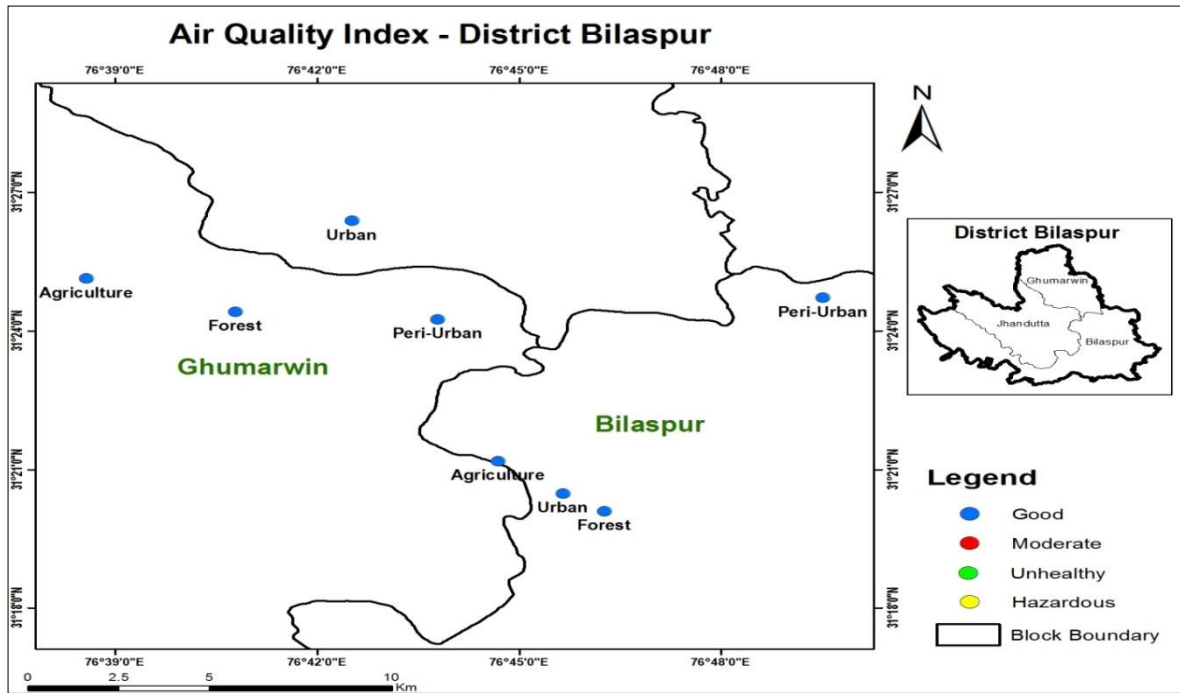 Air Quality Index - District Bilaspur
76°39'0"E 76°42'0"E 76°45'0"E 76°48'0"E
N
31°27'0"N 31°27'0"N
Urban
Agriculture
Forest
Peri-Urban
Peri-Urban
31°24'0"N 31°24'0"N
Ghumarwin
Bilaspur
Agriculture
Urban
Forest
31°21'0"N 31°21'0"N
31°18'0"N 31°18'0"N
76°39'0"E 76°42'0"E 76°45'0"E 76°48'0"E
0 2.5 5 10
Km
District Bilaspur
Ghumarwin
Jhandutta
Bilaspur
Legend
Good
Moderate
Unhealthy
Hazardous
Block Boundary